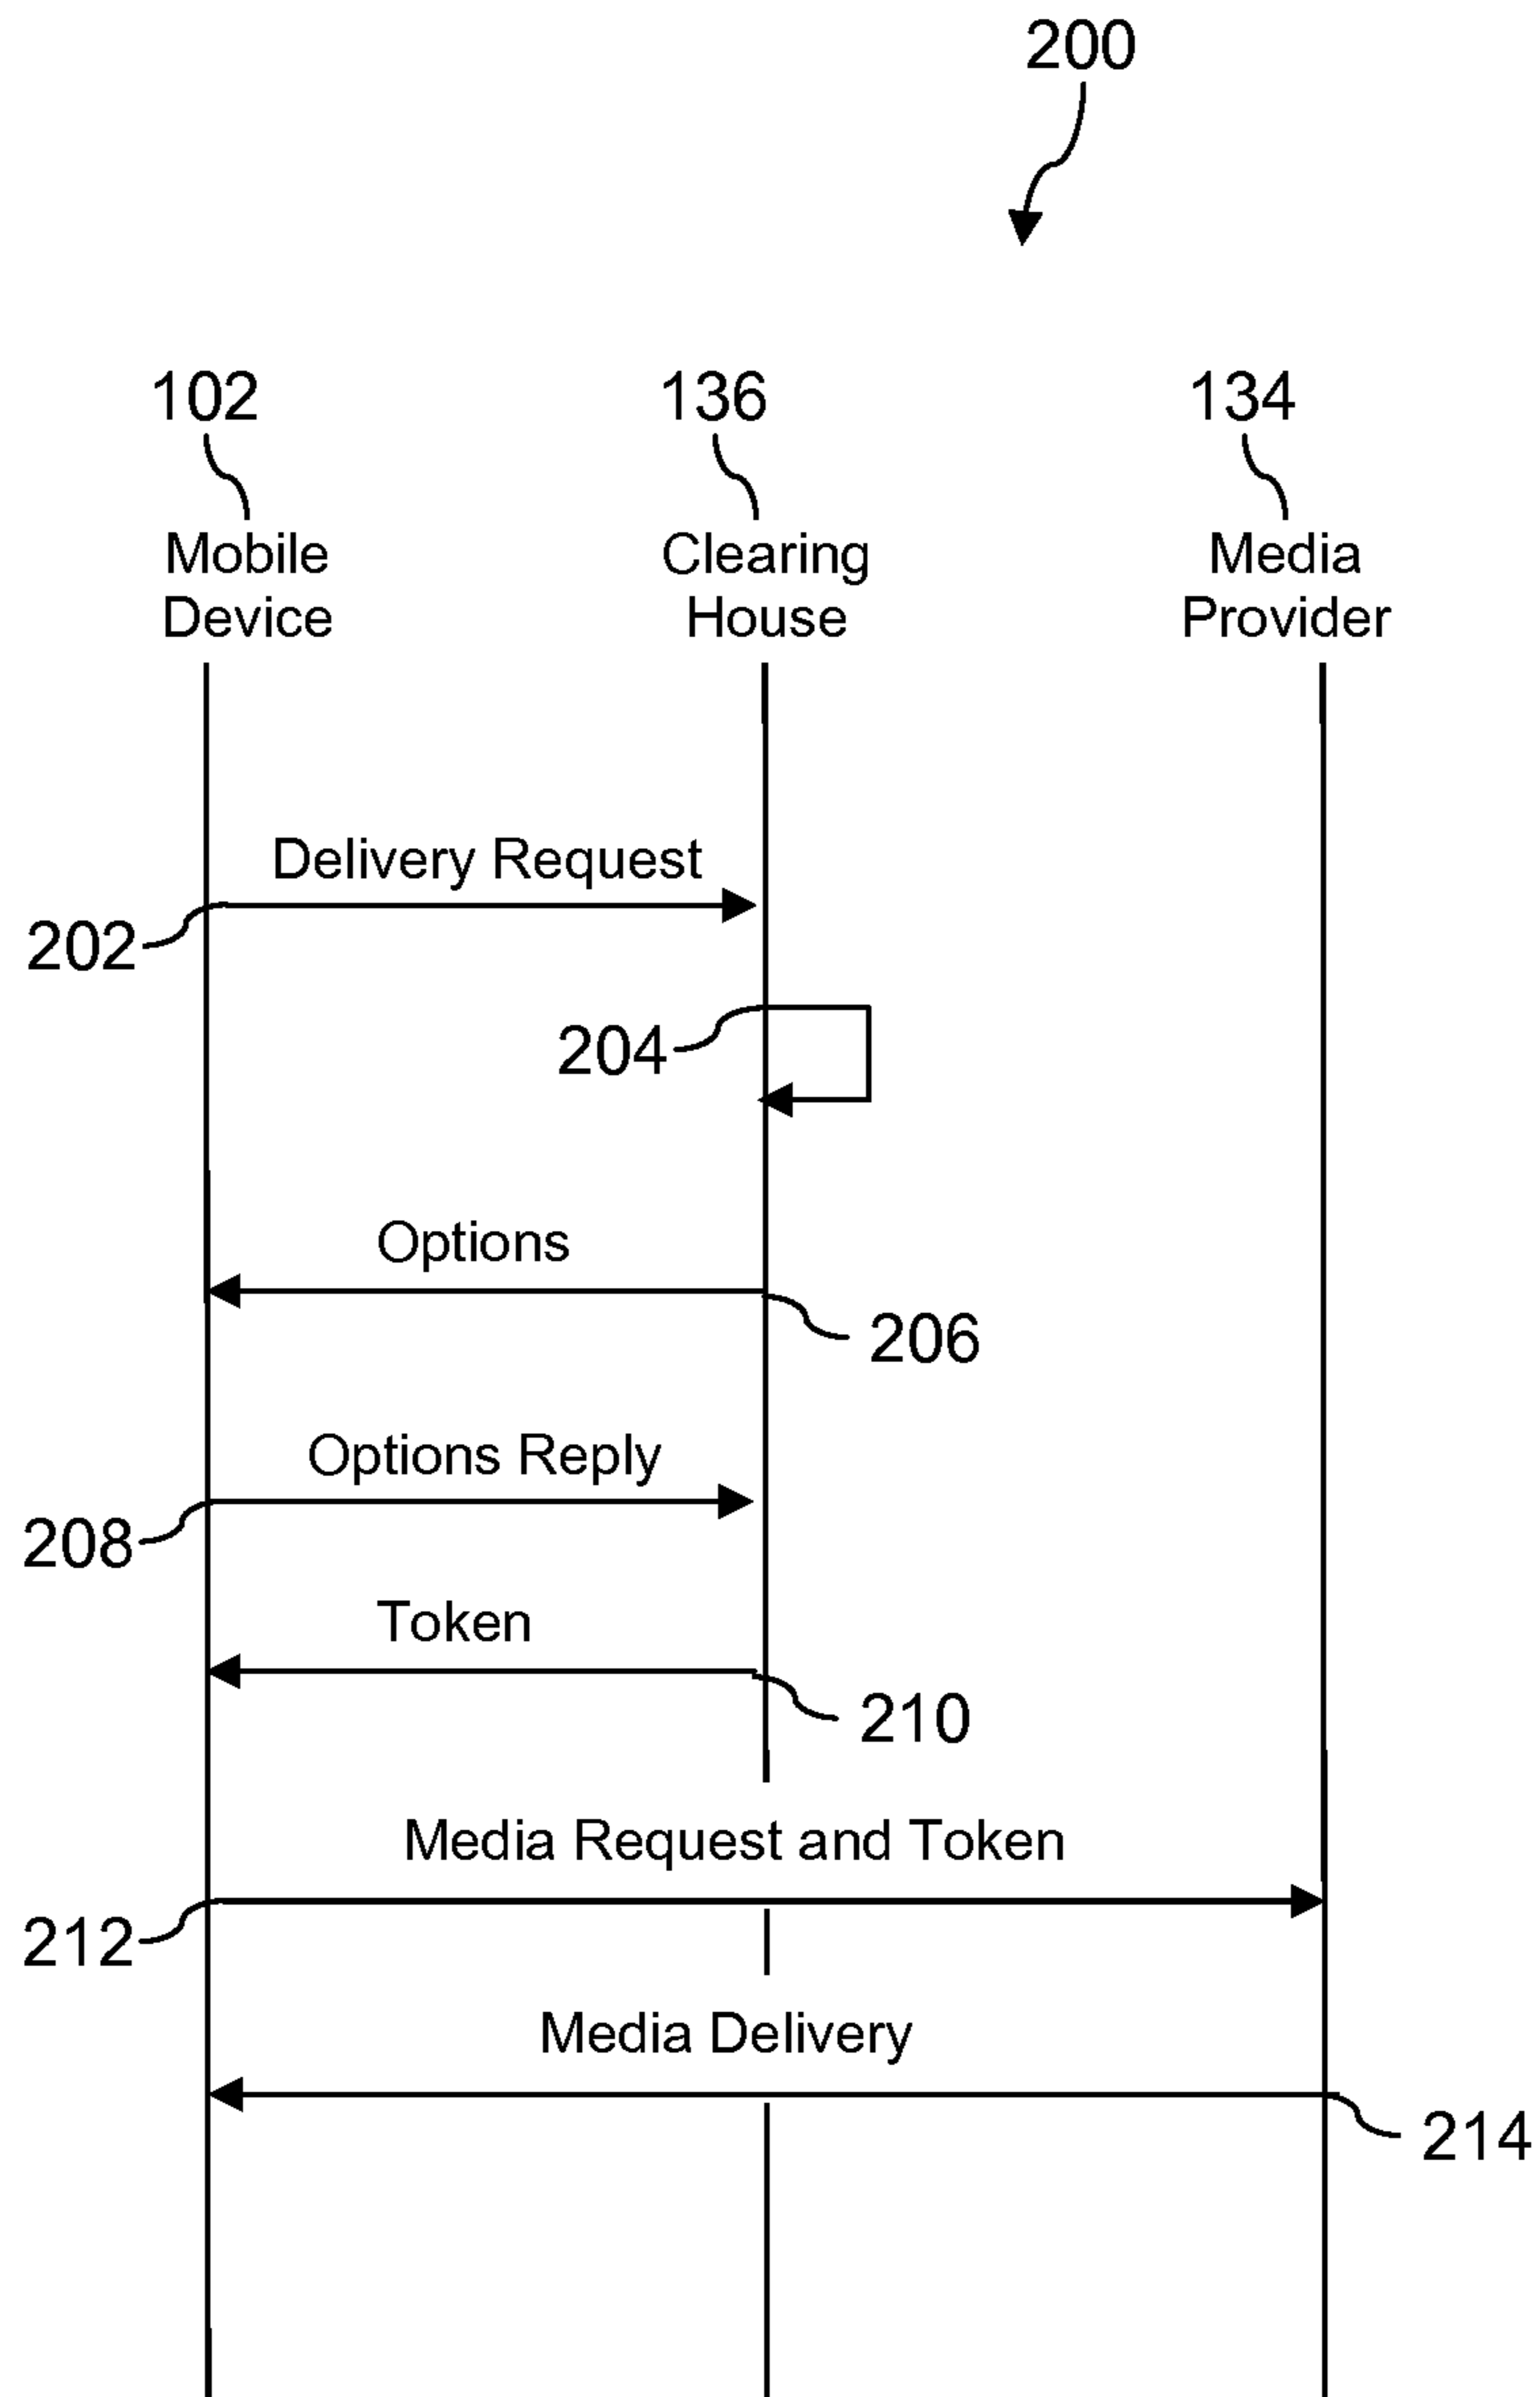 200
102
136
134
Mobile
Device
Clearing
House
Media
Provider
Delivery Request
202
204
Options
206
Options Reply
208
Token
210
Media Request and Token
212
Media Delivery
214